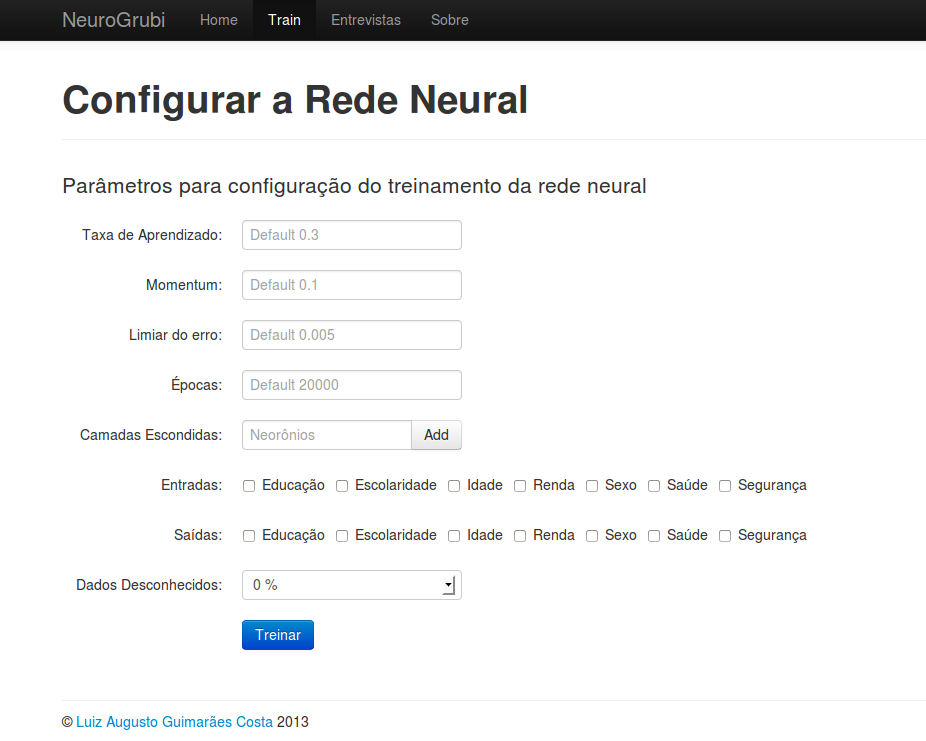 NeuroGrubi Home Train Entrevistas Sobre
Configurar a Rede Neural
Parâmetros para configuração do treinamento da rede neural
Taxa de Aprendizado: Default 0.3
Momentum: Default 0.1
Limiar do erro: Default 0.005
Épocas: Default 20000
Camadas Escondidas: Neorônios Add
Entradas: Educação Escolaridade Idade Renda Sexo Saúde Segurança
Saídas: Educação Escolaridade Idade Renda Sexo Saúde Segurança
Dados Desconhecidos: 0 %
Treinar
© Luiz Augusto Guimarães Costa 2013